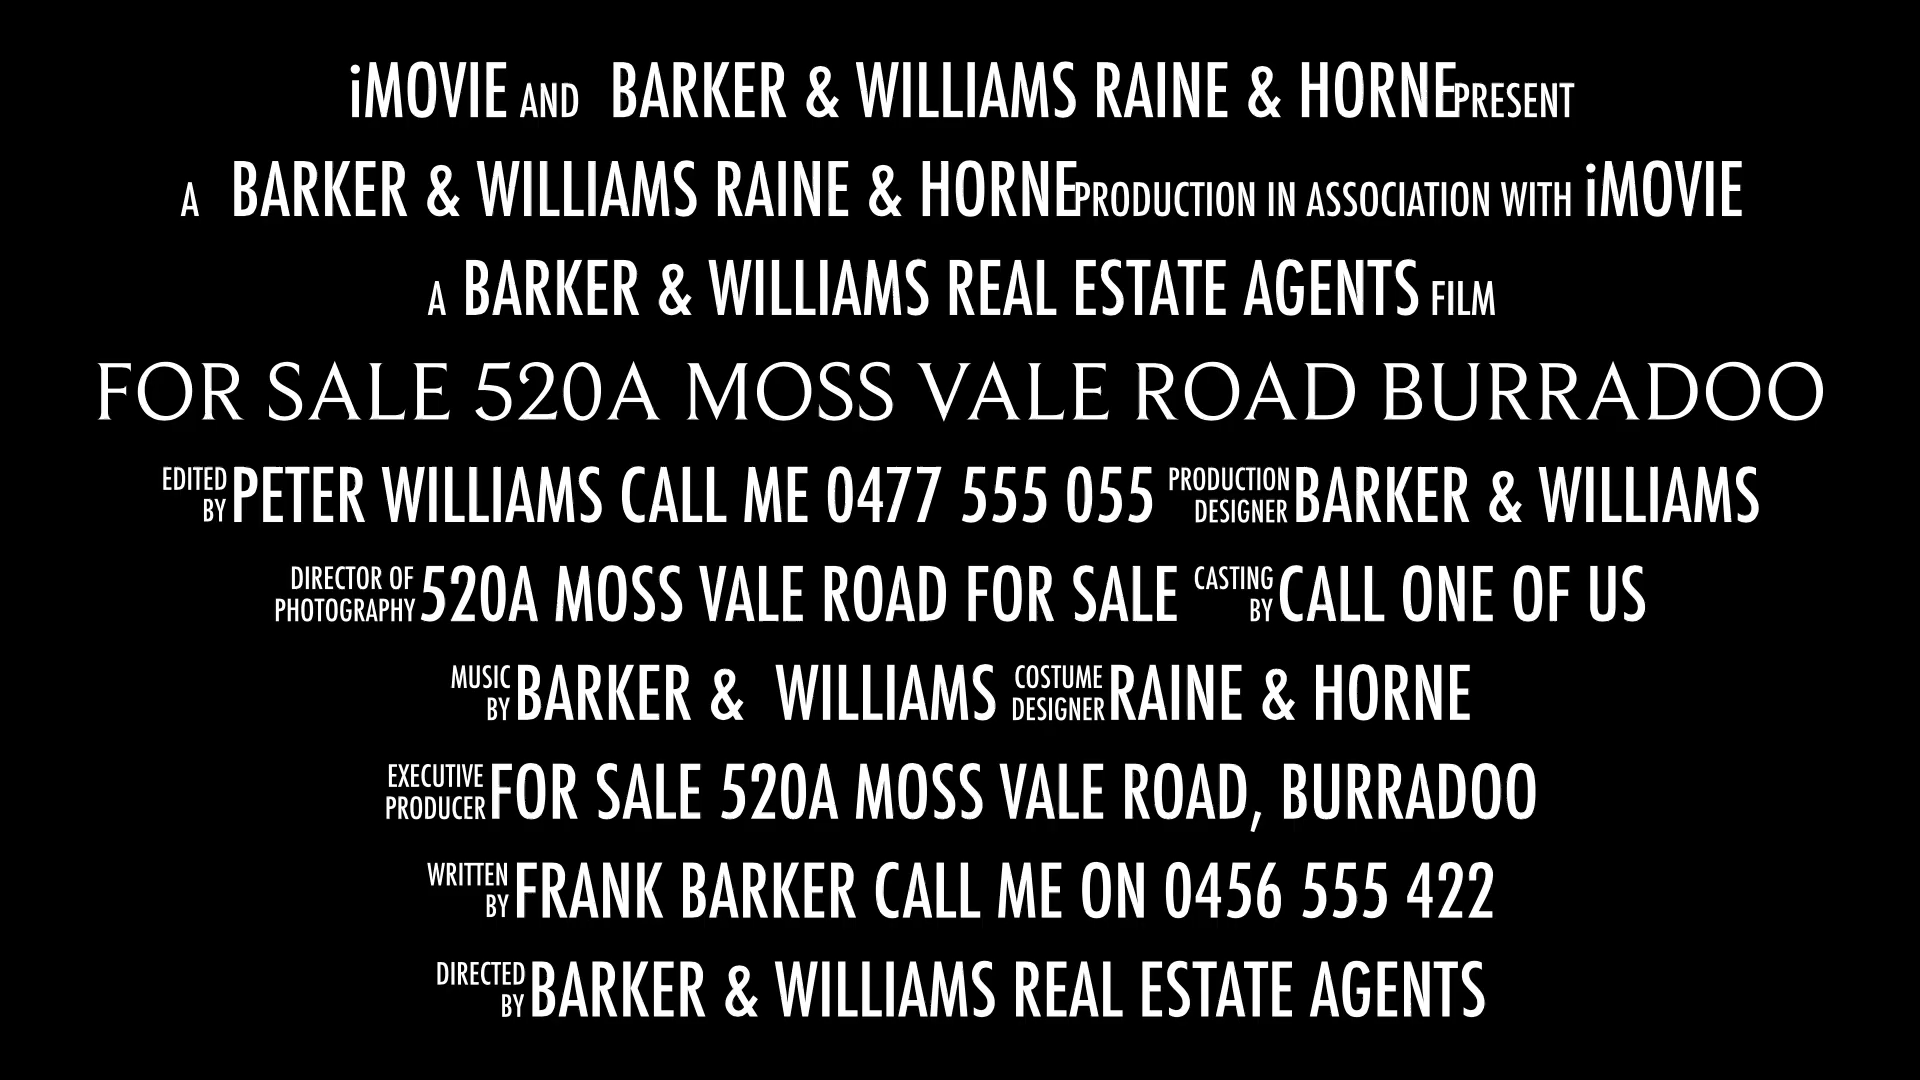 iMOVIE AND BARKER & WILLIAMS RAINE & HORNE PRESENT
A BARKER & WILLIAMS RAINE & HORNE PRODUCTION IN ASSOCIATION WITH iMOVIE
A BARKER & WILLIAMS REAL ESTATE AGENTS FILM
FOR SALE 520A MOSS VALE ROAD BURRADOO
EDITED BY PETER WILLIAMS CALL ME 0477 555 055 PRODUCTION DESIGNER BARKER & WILLIAMS
DIRECTOR OF PHOTOGRAPHY 520A MOSS VALE ROAD FOR SALE CASTING BY CALL ONE OF US
MUSIC BY BARKER & WILLIAMS COSTUME DESIGNER RAINE & HORNE
EXECUTIVE PRODUCER FOR SALE 520A MOSS VALE ROAD, BURRADOO
WRITTEN BY FRANK BARKER CALL ME ON 0456 555 422
DIRECTED BY BARKER & WILLIAMS REAL ESTATE AGENTS